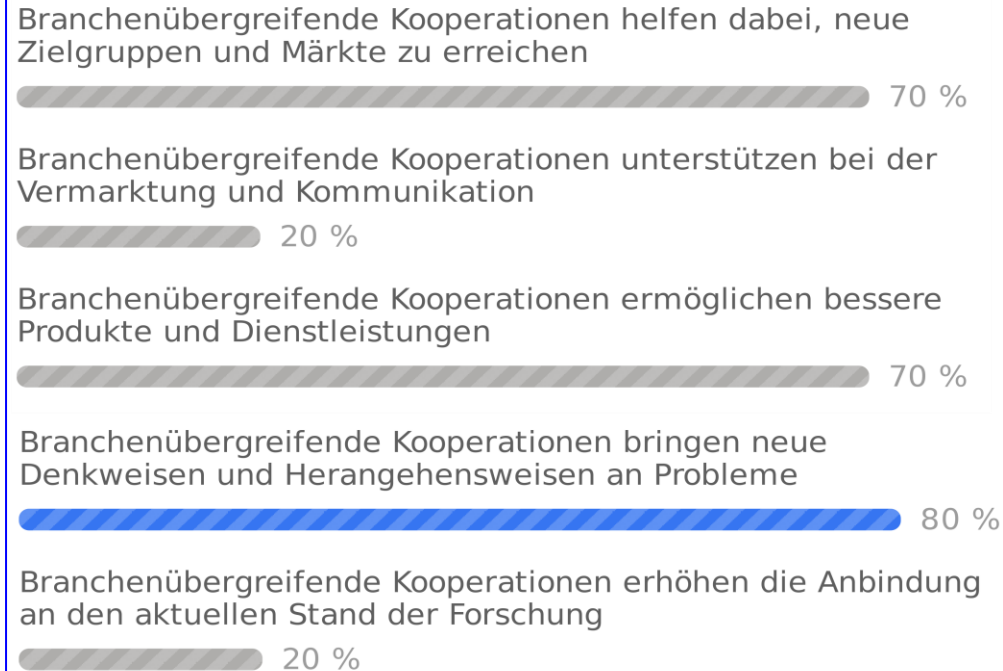 Branchenübergreifende Kooperationen helfen dabei, neue
Zielgruppen und Märkte zu erreichen
70 %
Branchenübergreifende Kooperationen unterstützen bei der
Vermarktung und Kommunikation
20 %
Branchenübergreifende Kooperationen ermöglichen bessere
Produkte und Dienstleistungen
70 %
Branchenübergreifende Kooperationen bringen neue
Denkweisen und Herangehensweisen an Probleme
80 %
Branchenübergreifende Kooperationen erhöhen die Anbindung
an den aktuellen Stand der Forschung
20 %